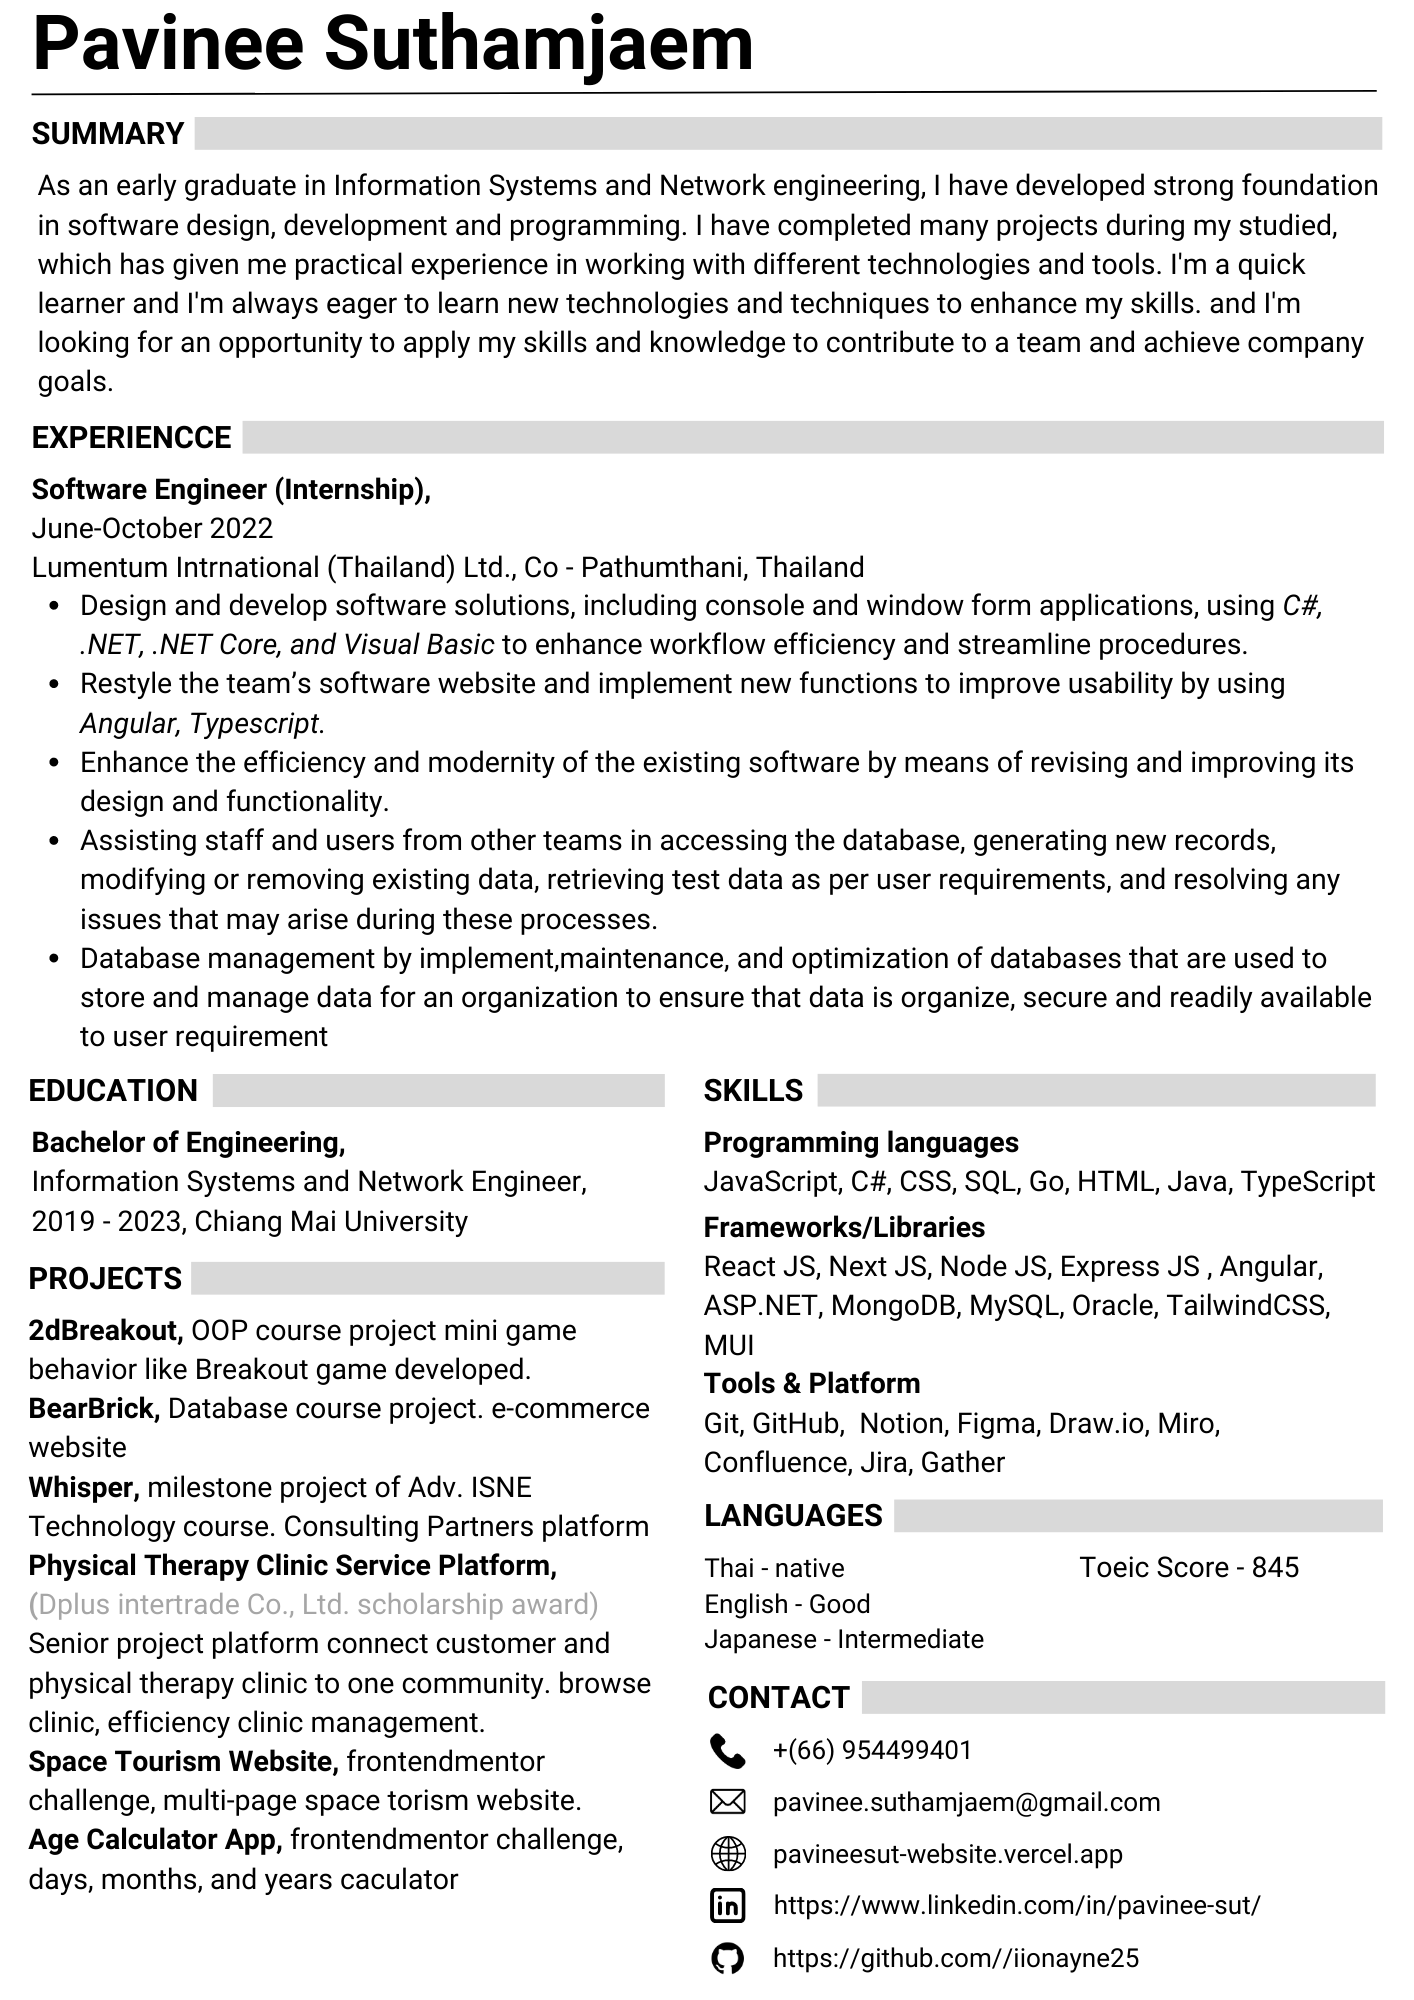 Pavinee Suthamjaem
SUMMARY
As an early graduate in Information Systems and Network engineering, I have developed strong foundation
in software design, development and programming. I have completed many projects during my studied,
which has given me practical experience in working with different technologies and tools. I'm a quick
learner and I'm always eager to learn new technologies and techniques to enhance my skills. and I'm
looking for an opportunity to apply my skills and knowledge to contribute to a team and achieve company
goals.
EXPERIENCCE
Software Engineer (Internship),
June-October 2022
Lumentum Intrnational (Thailand) Ltd., Co - Pathumthani, Thailand
• Design and develop software solutions, including console and window form applications, using C#,
.NET, .NET Core, and Visual Basic to enhance workflow efficiency and streamline procedures.
• Restyle the team’s software website and implement new functions to improve usability by using
Angular, Typescript.
• Enhance the efficiency and modernity of the existing software by means of revising and improving its
design and functionality.
• Assisting staff and users from other teams in accessing the database, generating new records,
modifying or removing existing data, retrieving test data as per user requirements, and resolving any
issues that may arise during these processes.
• Database management by implement,maintenance, and optimization of databases that are used to
store and manage data for an organization to ensure that data is organize, secure and readily available
to user requirement
EDUCATION
Bachelor of Engineering,
Information Systems and Network Engineer,
2019 - 2023, Chiang Mai University
PROJECTS
2dBreakout, OOP course project mini game
behavior like Breakout game developed.
BearBrick, Database course project. e-commerce
website
Whisper, milestone project of Adv. ISNE
Technology course. Consulting Partners platform
Physical Therapy Clinic Service Platform,
(Dplus intertrade Co., Ltd. scholarship award)
Senior project platform connect customer and
physical therapy clinic to one community. browse
clinic, efficiency clinic management.
Space Tourism Website, frontendmentor
challenge, multi-page space torism website.
Age Calculator App, frontendmentor challenge,
days, months, and years caculator
SKILLS
Programming languages
JavaScript, C#, CSS, SQL, Go, HTML, Java, TypeScript
Frameworks/Libraries
React JS, Next JS, Node JS, Express JS , Angular,
ASP.NET, MongoDB, MySQL, Oracle, TailwindCSS,
MUI
Tools & Platform
Git, GitHub,  Notion, Figma, Draw.io, Miro,
Confluence, Jira, Gather
LANGUAGES
Thai - native
English - Good
Japanese - Intermediate
Toeic Score - 845
CONTACT
+(66) 954499401
pavinee.suthamjaem@gmail.com
pavineesut-website.vercel.app
https://www.linkedin.com/in/pavinee-sut/
https://github.com//iionayne25